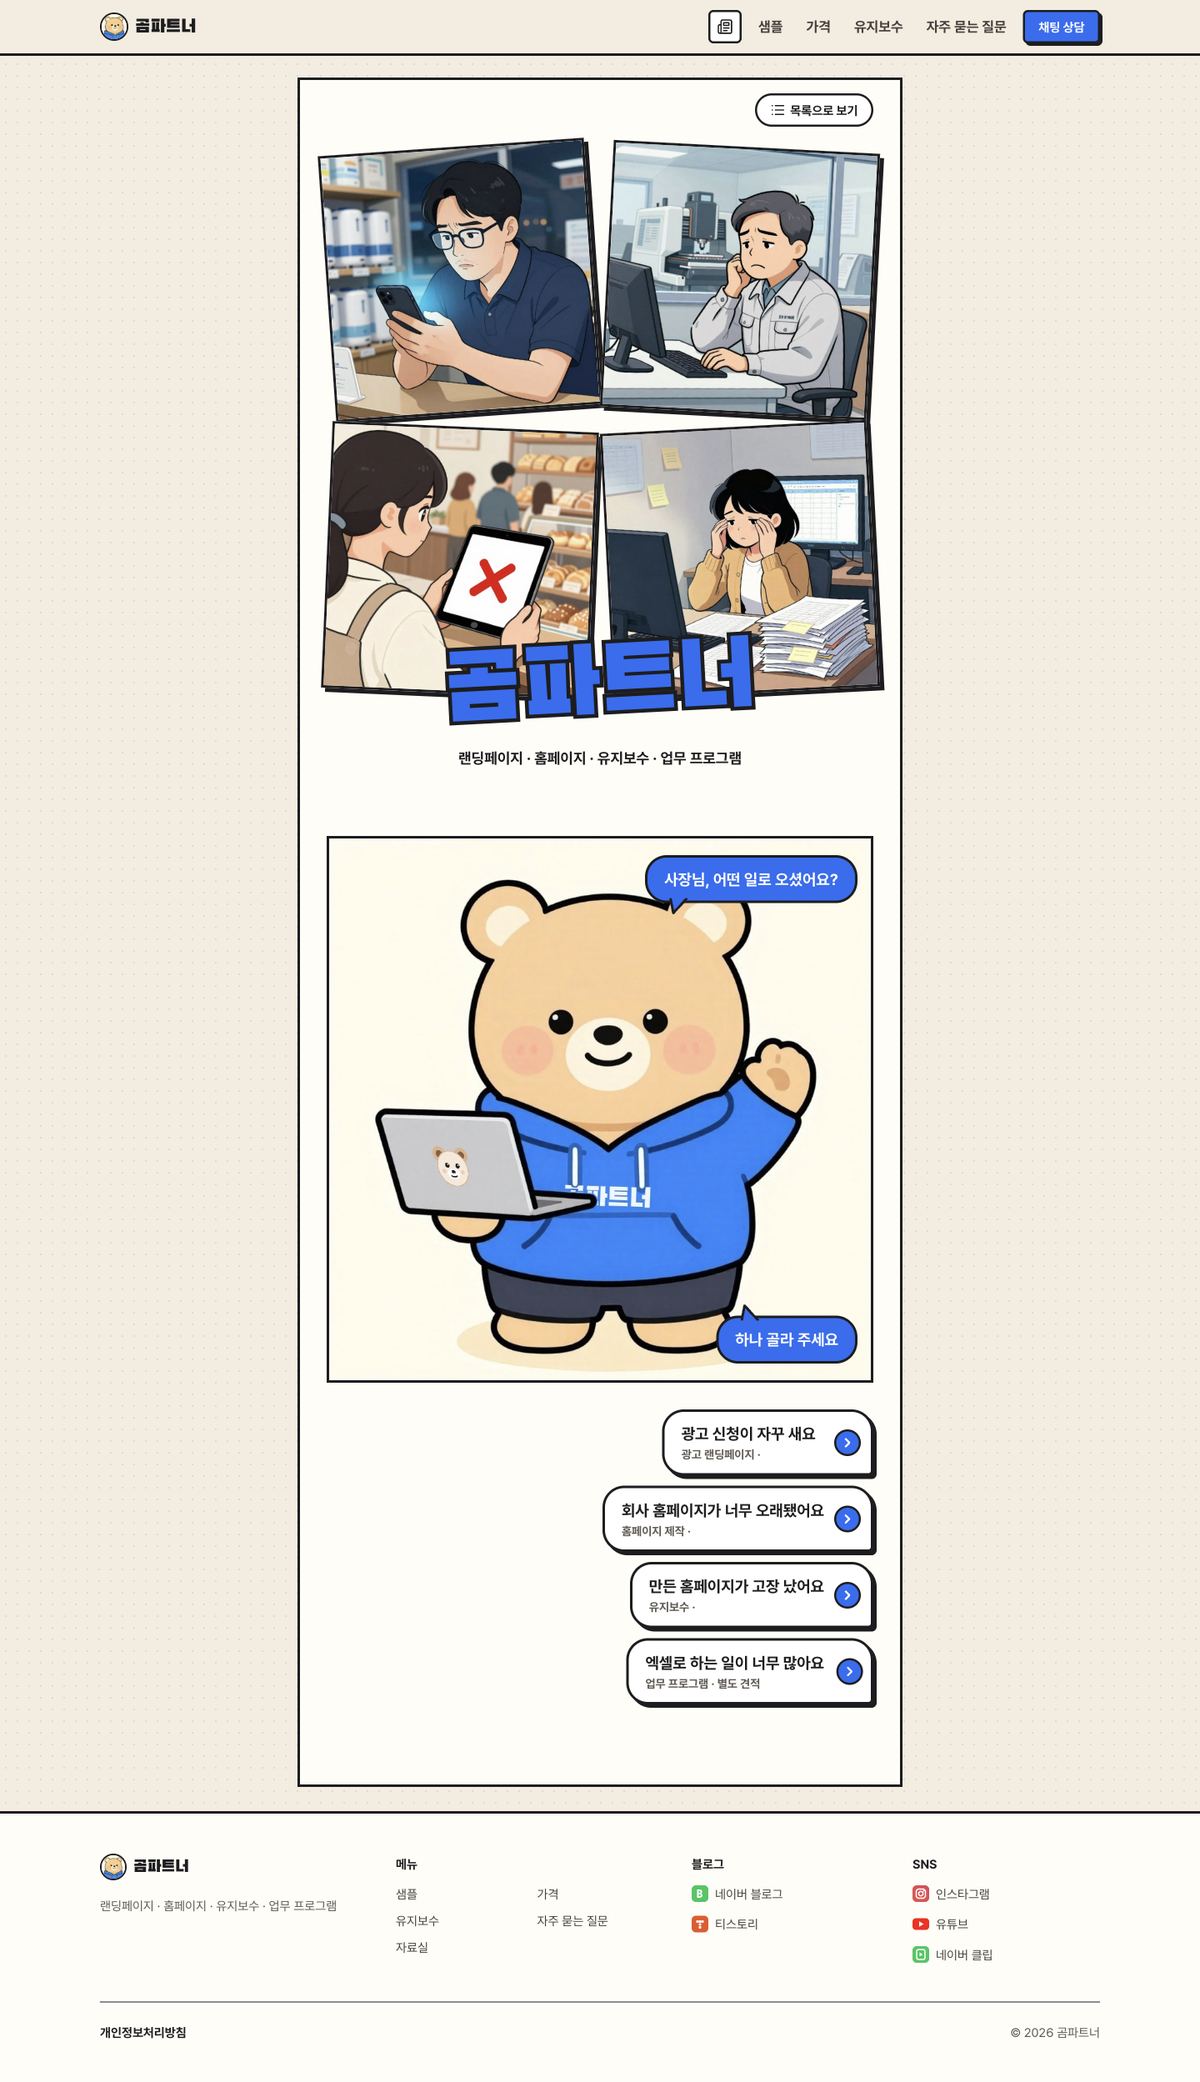 곰파트너
샘플
가격
유지보수
자주 묻는 질문
채팅 상담
목록으로 보기
곰파트너
랜딩페이지 · 홈페이지 · 유지보수 · 업무 프로그램
사장님, 어떤 일로 오셨어요?
파트너
하나 골라 주세요
광고 신청이 자꾸 새요
광고 랜딩페이지 ·
회사 홈페이지가 너무 오래됐어요
홈페이지 제작 ·
만든 홈페이지가 고장 났어요
유지보수 ·
엑셀로 하는 일이 너무 많아요
업무 프로그램 · 별도 견적
곰파트너
랜딩페이지 · 홈페이지 · 유지보수 · 업무 프로그램
메뉴
샘플
가격
유지보수
자주 묻는 질문
자료실
블로그
네이버 블로그
티스토리
SNS
인스타그램
유튜브
네이버 클립
개인정보처리방침
© 2026 곰파트너